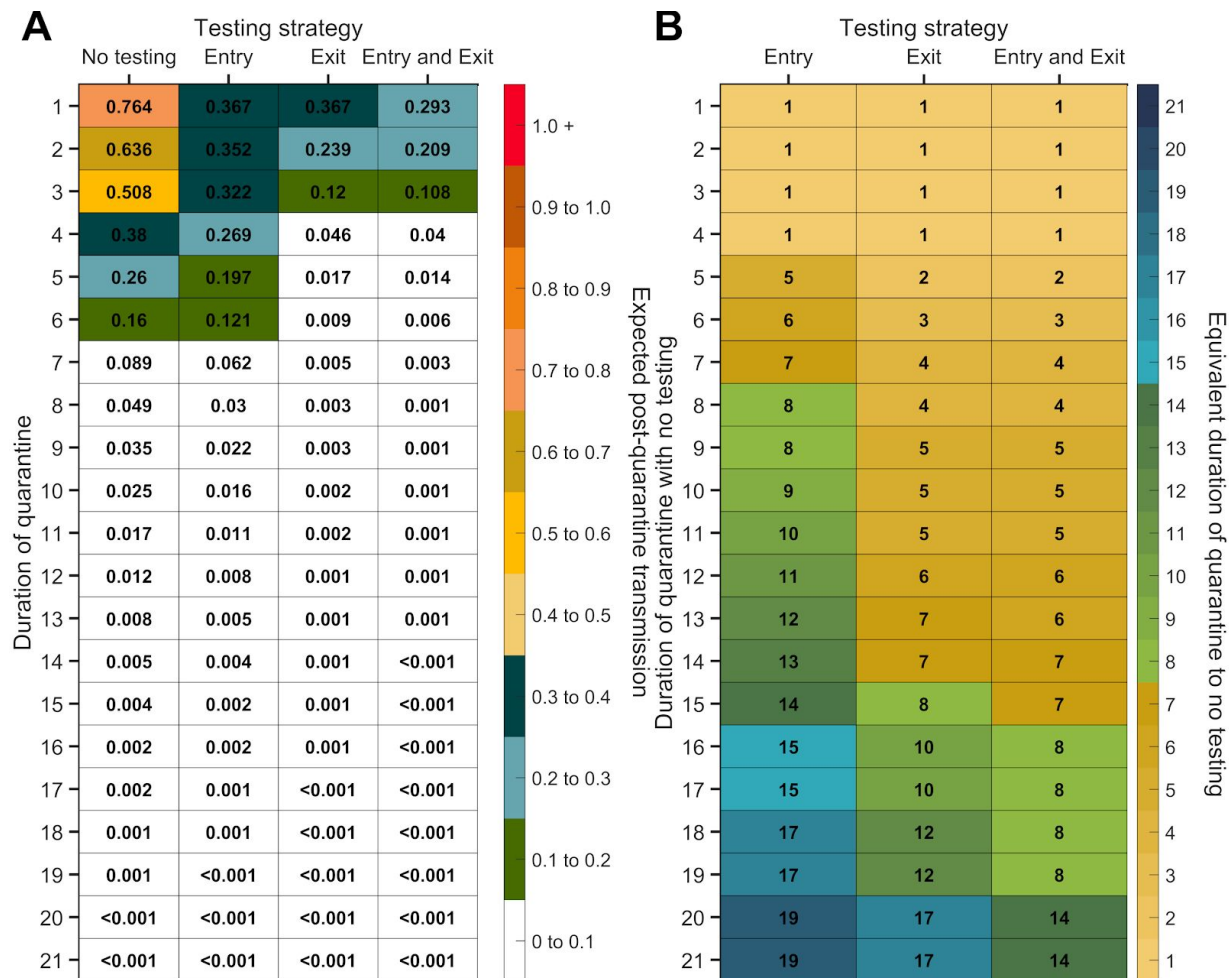 A
Testing strategy
No testing Entry Exit Entry and Exit
Duration of quarantine
1 0.764 0.367 0.367 0.293
2 0.636 0.352 0.239 0.209
3 0.508 0.322 0.12 0.108
4 0.38 0.269 0.046 0.04
5 0.26 0.197 0.017 0.014
6 0.16 0.121 0.009 0.006
7 0.089 0.062 0.005 0.003
8 0.049 0.03 0.003 0.001
9 0.035 0.022 0.003 0.001
10 0.025 0.016 0.002 0.001
11 0.017 0.011 0.002 0.001
12 0.012 0.008 0.001 0.001
13 0.008 0.005 0.001 0.001
14 0.005 0.004 0.001 <0.001
15 0.004 0.002 0.001 <0.001
16 0.002 0.002 0.001 <0.001
17 0.002 0.001 <0.001 <0.001
18 0.001 0.001 <0.001 <0.001
19 0.001 <0.001 <0.001 <0.001
20 <0.001 <0.001 <0.001 <0.001
21 <0.001 <0.001 <0.001 <0.001
1.0 +
0.9 to 1.0
0.8 to 0.9
0.7 to 0.8
0.6 to 0.7
0.5 to 0.6
0.4 to 0.5
0.3 to 0.4
0.2 to 0.3
0.1 to 0.2
0 to 0.1
Expected post-quarantine transmission
B
Testing strategy
Entry Exit Entry and Exit
Duration of quarantine with no testing
1 1 1 1
2 1 1 1
3 1 1 1
4 1 1 1
5 5 2 2
6 6 3 3
7 7 4 4
8 8 4 4
9 8 5 5
10 9 5 5
11 10 5 5
12 11 6 6
13 12 7 6
14 13 7 7
15 14 8 7
16 15 10 8
17 15 10 8
18 17 12 8
19 17 12 8
20 19 17 14
21 19 17 14
21
20
19
18
17
16
15
14
13
12
11
10
9
8
7
6
5
4
3
2
1
Equivalent duration of quarantine to no testing